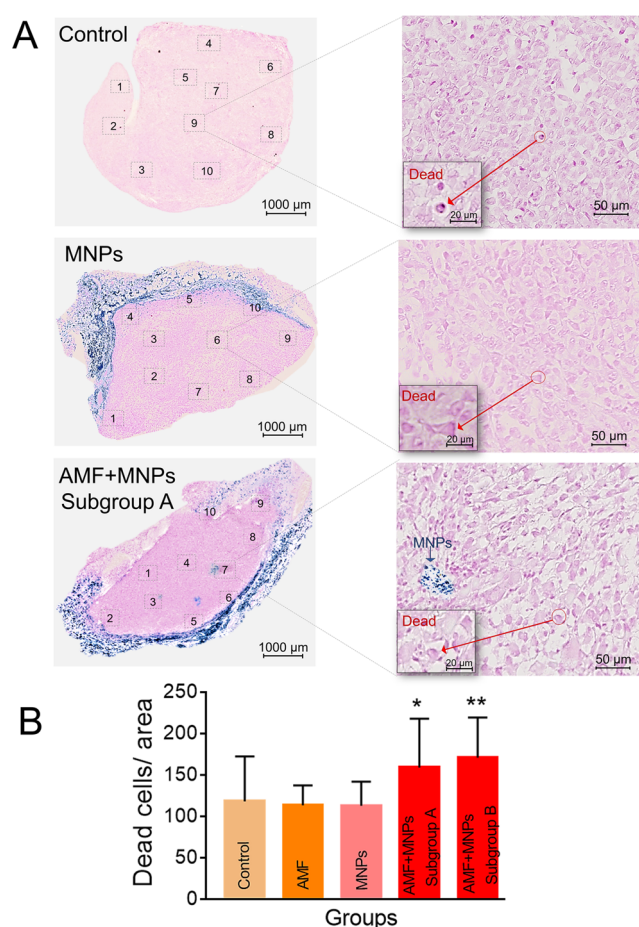 A
Control
1
2
3
4
5
6
7
8
9
10
1000 µm
Dead
20 µm
50 µm
MNPs
1
2
3
4
5
6
7
8
9
10
1000 µm
Dead
20 µm
50 µm
AMF+MNPs
Subgroup A
1
2
3
4
5
6
7
8
9
10
1000 µm
MNPs
Dead
20 µm
50 µm
B
Dead cells/ area
250
200
150
100
50
0
*
**
Control
AMF
MNPs
AMF+MNPs
Subgroup A
AMF+MNPs
Subgroup B
Groups